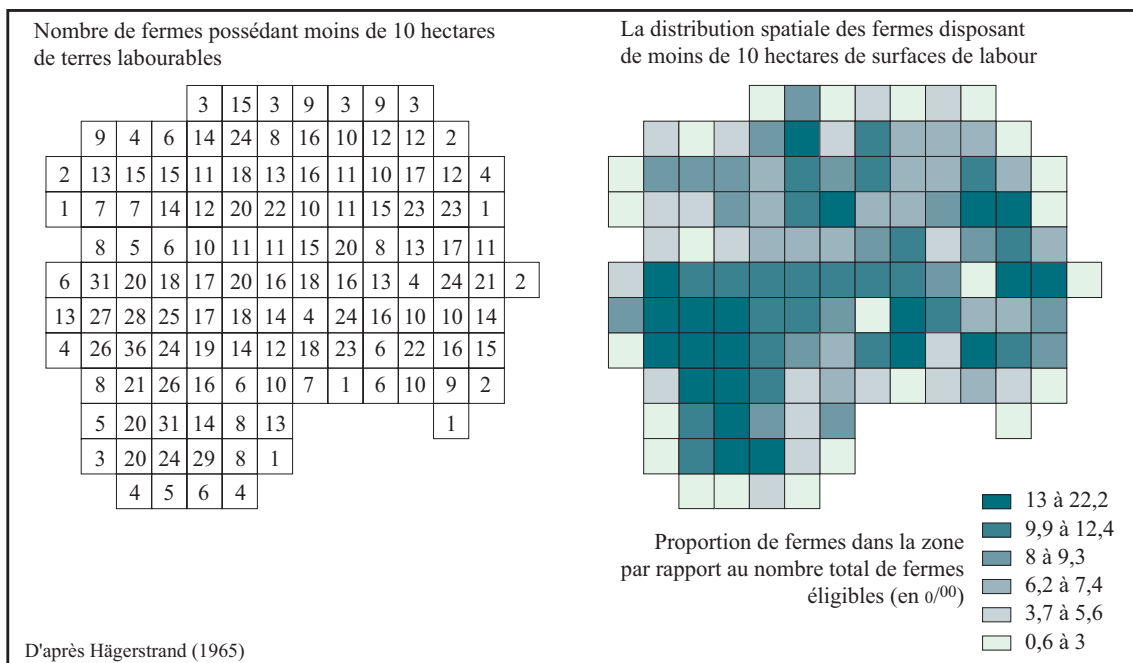 Nombre de fermes possédant moins de 10 hectares
de terres labourables
3 15 3 9 3 9 3
9 4 6 14 24 8 16 10 12 12 2
2 13 15 15 11 18 13 16 11 10 17 12 4
1 7 7 14 12 20 22 10 11 15 23 23 1
8 5 6 10 11 11 15 20 8 13 17 11
6 31 20 18 17 20 16 18 16 13 4 24 21 2
13 27 28 25 17 18 14 4 24 16 10 10 14
4 26 36 24 19 14 12 18 23 6 22 16 15
8 21 26 16 6 10 7 1 6 10 9 2
5 20 31 14 8 13 1
3 20 24 29 8 1
4 5 6 4
D'après Hägerstrand (1965)
La distribution spatiale des fermes disposant
de moins de 10 hectares de surfaces de labour
Proportion de fermes dans la zone
par rapport au nombre total de fermes
éligibles (en 0/00)
13 à 22,2
9,9 à 12,4
8 à 9,3
6,2 à 7,4
3,7 à 5,6
0,6 à 3